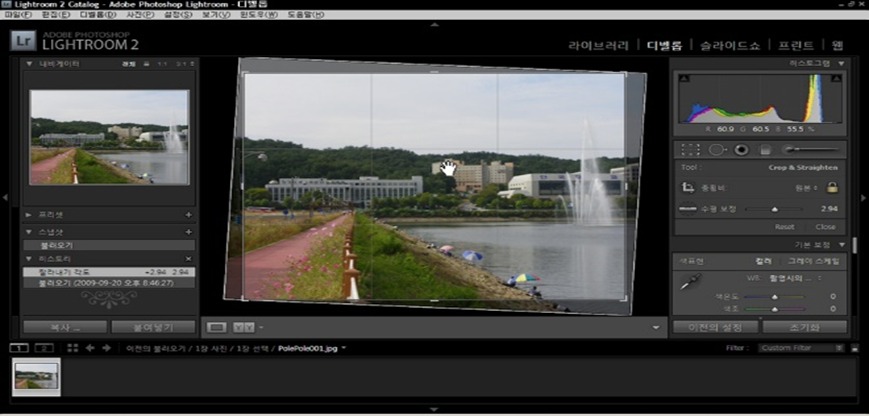 Lightroom 2 Catalog - Adobe Photoshop Lightroom - 디벨롭
파일(F) 편집(E) 디벨롭(D) 사진(P) 설정(S) 보기(V) 윈도우(W) 도움말(H)
Lr ADOBE PHOTOSHOP
LIGHTROOM 2
라이브러리 | 디벨롭 | 슬라이드쇼 | 프린트 | 웹
내비게이터 1:1 3:1
히스토그램
R 60.9 G 60.5 B 55.5 %
Tool : Crop & Straighten
종횡비: 원본
수평 보정 2.94
Reset Close
기본 보정
컬러 | 그레이 스케일
WB:
색온도 0
색조 0
이전의 설정 초기화
프리셋 +
스냅샷 +
불러오기
히스토리 ×
잘라내기 각도 +2.94 2.94
불러오기 (2009-09-20 오후 8:46:27)
복사 ... 붙여넣기
1 2 이전의 불러오기 / 1장 사진 / 1장 선택 / PolePole001.jpg
Filter : Custom Filter